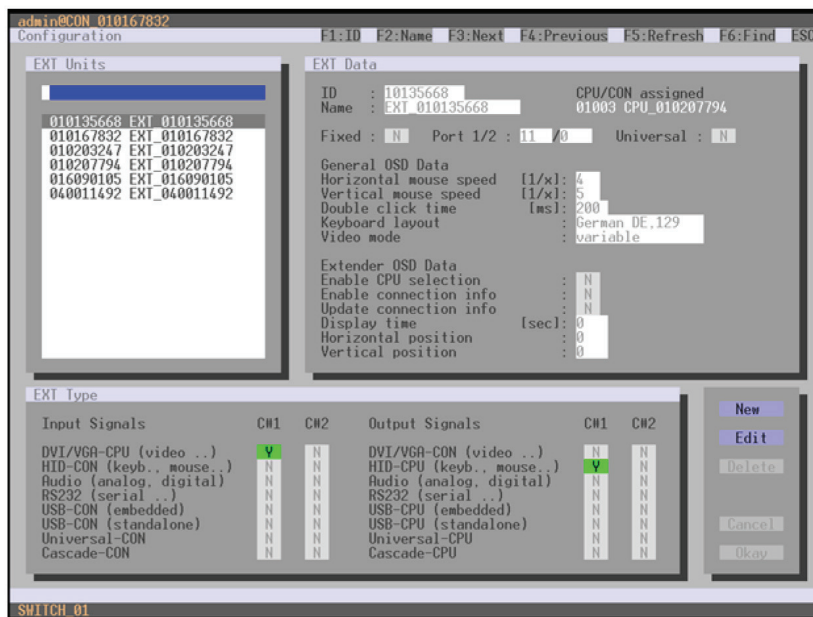 admin@CON_010167832
Configuration F1:ID F2:Name F3:Next F4:Previous F5:Refresh F6:Find ESC
EXT Units
010135668 EXT_010135668
010167832 EXT_010167832
010203247 EXT_010203247
010207794 EXT_010207794
016090105 EXT_016090105
040011492 EXT_040011492
EXT Data
ID : 10135668 CPU/CON assigned
Name : EXT_010135668 01003 CPU_010207794
Fixed : N Port 1/2 : 11 /0 Universal : N
General OSD Data
Horizontal mouse speed [1/x]: 4
Vertical mouse speed [1/x]: 5
Double click time [ms]: 200
Keyboard layout : German DE,129
Video mode : variable
Extender OSD Data
Enable CPU selection : N
Enable connection info : N
Update connection info : N
Display time [sec]: 0
Horizontal position : 0
Vertical position : 0
EXT Type
Input Signals C#1 C#2 Output Signals C#1 C#2
DVI/VGA-CPU (video ..) Y N DVI/VGA-CON (video ..) N N
HID-CON (keyb., mouse..) N N HID-CPU (keyb., mouse..) Y N
Audio (analog, digital) N N Audio (analog, digital) N N
RS232 (serial ..) N N RS232 (serial ..) N N
USB-CON (embedded) N N USB-CPU (embedded) N N
USB-CON (standalone) N N USB-CPU (standalone) N N
Universal-CON N N Universal-CPU N N
Cascade-CON N N Cascade-CPU N N
New
Edit
Delete
Cancel
Okay
SWITCH_01